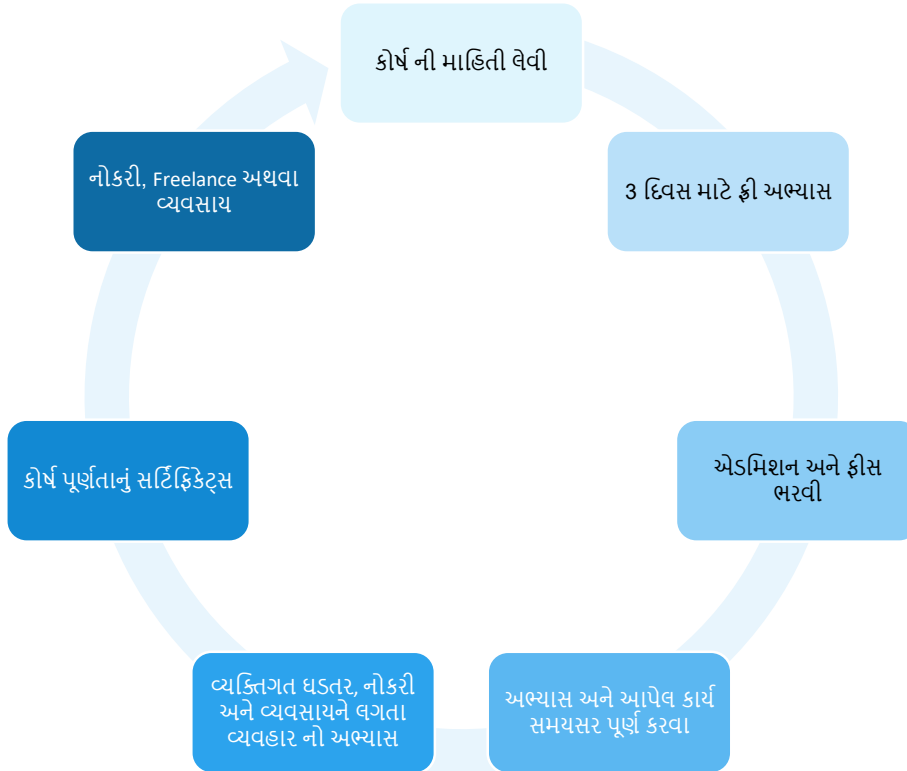 કોર્ષ ની માહિતી લેવી
3 દિવસ માટે ફ્રી અભ્યાસ
એડમિશન અને ફીસ
ભરવી
અભ્યાસ અને આપેલ કાર્ય
સમયસર પૂર્ણ કરવા
વ્યક્તિગત ઘડતર, નોકરી
અને વ્યવસાયને લગતા
વ્યવહાર નો અભ્યાસ
કોર્ષ પૂર્ણતાનું સર્ટિફિકેટ્સ
નોકરી, Freelance અથવા
વ્યવસાય